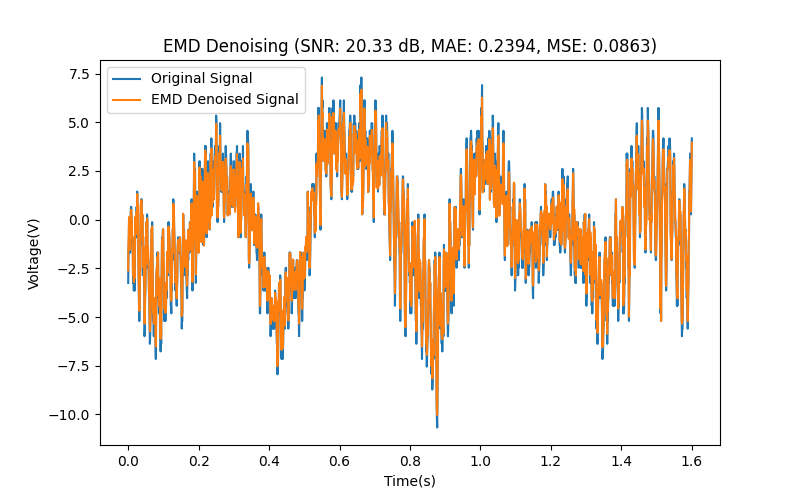 EMD Denoising (SNR: 20.33 dB, MAE: 0.2394, MSE: 0.0863)
Original Signal
EMD Denoised Signal
Voltage(V)
7.5
5.0
2.5
0.0
−2.5
−5.0
−7.5
−10.0
0.0 0.2 0.4 0.6 0.8 1.0 1.2 1.4 1.6
Time(s)